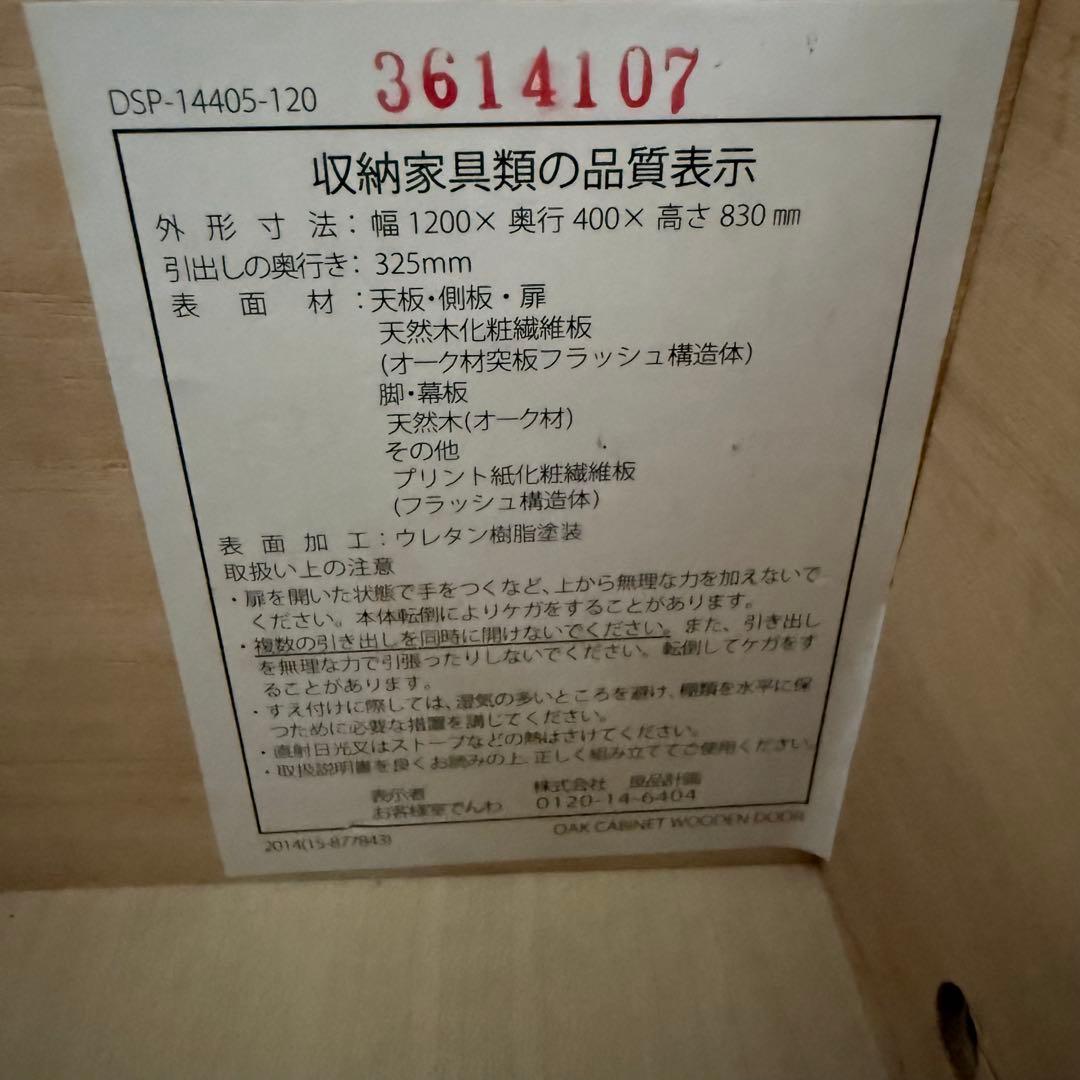 DSP-14405-120 3614107
収納家具類の品質表示
外形寸法：幅1200×奥行400×高さ830㎜
引出しの奥行き：325mm
表面材：天板・側板・扉
天然木化粧繊維板
(オーク材突板フラッシュ構造体)
脚・幕板
天然木(オーク材)
その他
プリント紙化粧繊維板
(フラッシュ構造体)
表面加工：ウレタン樹脂塗装
取扱い上の注意
・扉を開いた状態で手をつくなど、上から無理な力を加えないで
ください。本体転倒によりケガをすることがあります。
・複数の引き出しを同時に開けないでください。また、引き出し
を無理な力で引張ったりしないでください。転倒してケガをす
ることがあります。
・すえ付けに際しては、湿気の多いところを避け、棚類を水平に保
つために必要な措置を講じてください。
・直射日光又はストーブなどの熱はさけてください。
・取扱説明書を良くお読みの上、正しく組み立ててご使用ください。
表示者 株式会社 良品計画
お客様室でんわ 0120-14-6404
OAK CABINET WOODEN DOOR
2014(15-877843)